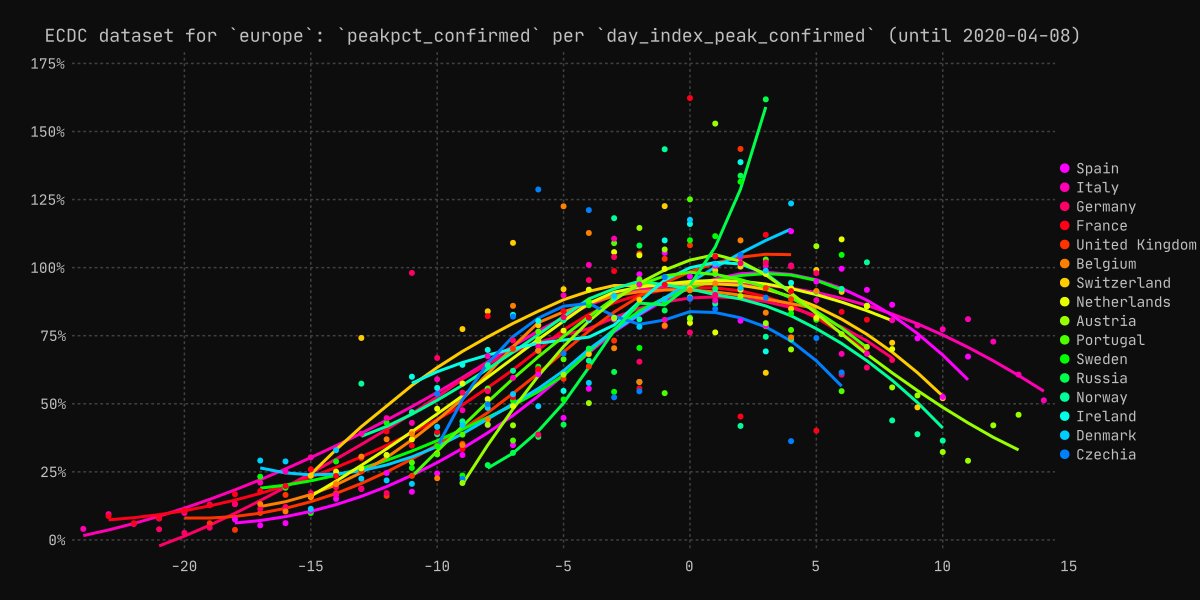 ECDC dataset for `europe`: `peakpct_confirmed` per `day_index_peak_confirmed` (until 2020-04-08)
175%
150%
125%
100%
75%
50%
25%
0%
-20 -15 -10 -5 0 5 10 15
Spain
Italy
Germany
France
United Kingdom
Belgium
Switzerland
Netherlands
Austria
Portugal
Sweden
Russia
Norway
Ireland
Denmark
Czechia